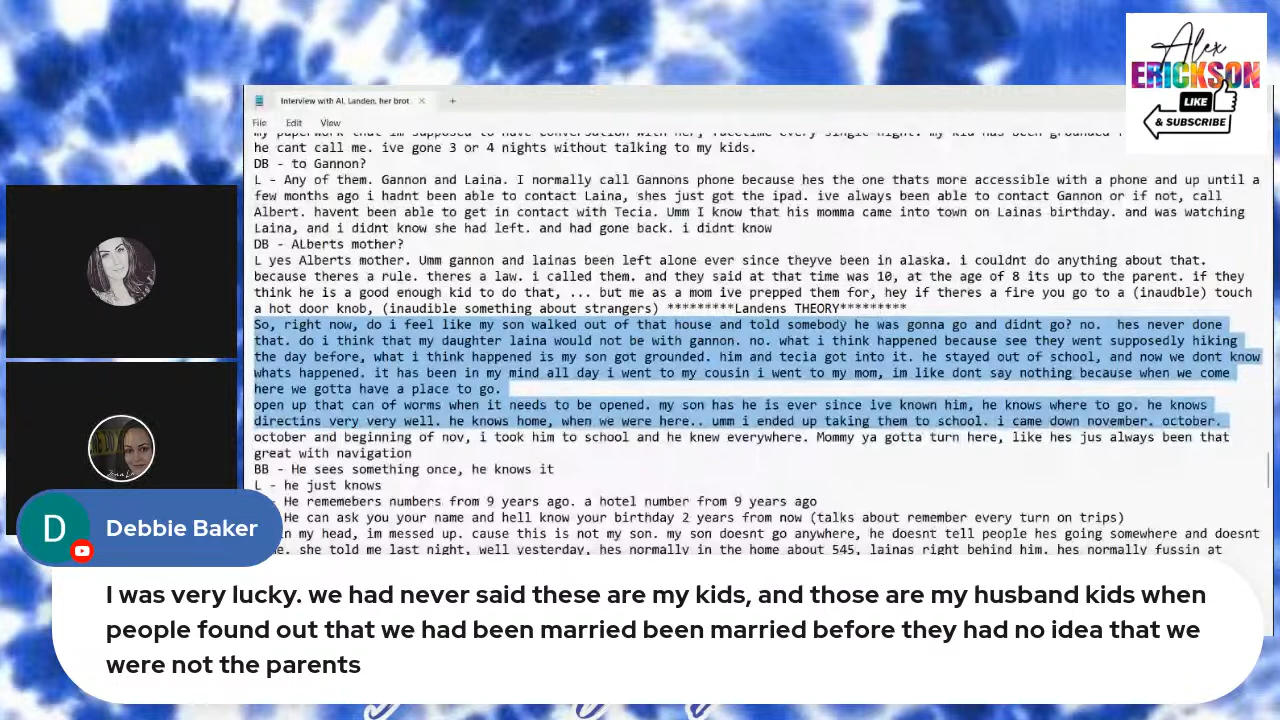 Alex
ERICKSON
LIKE
& SUBSCRIBE
Interview with Al, Landen, her brot
File Edit View
my paperwork that im supposed to have conversation with her, facetime every single night. my kid has been grounded
he cant call me. ive gone 3 or 4 nights without talking to my kids.
DB - to Gannon?
L - Any of them. Gannon and Laina. I normally call Gannons phone because hes the one thats more accessible with a phone and up until a
few months ago i hadnt been able to contact Laina, shes just got the ipad. ive always been able to contact Gannon or if not, call
Albert. havent been able to get in contact with Tecia. Umm I know that his momma came into town on Lainas birthday. and was watching
Laina, and i didnt know she had left. and had gone back. i didnt know
DB - ALberts mother?
L yes Alberts mother. Umm gannon and lainas been left alone ever since theyve been in alaska. i couldnt do anything about that.
because theres a rule. theres a law. i called them. and they said at that time was 10, at the age of 8 its up to the parent. if they
think he is a good enough kid to do that, ... but me as a mom ive prepped them for, hey if theres a fire you go to a (inaudble) touch
a hot door knob, (inaudible something about strangers) *********Landens THEORY*********
So, right now, do i feel like my son walked out of that house and told somebody he was gonna go and didnt go? no. hes never done
that. do i think that my daughter laina would not be with gannon. no. what i think happened because see they went supposedly hiking
the day before, what i think happened is my son got grounded. him and tecia got into it. he stayed out of school, and now we dont know
whats happened. it has been in my mind all day i went to my cousin i went to my mom, im like dont say nothing because when we come
here we gotta have a place to go.
open up that can of worms when it needs to be opened. my son has he is ever since ive known him, he knows where to go. he knows
directins very very well. he knows home, when we were here.. umm i ended up taking them to school. i came down november. october.
october and beginning of nov, i took him to school and he knew everywhere. Mommy ya gotta turn here, like hes jus always been that
great with navigation
BB - He sees something once, he knows it
L - he just knows
- He rememebers numbers from 9 years ago. a hotel number from 9 years ago
He can ask you your name and hell know your birthday 2 years from now (talks about remember every turn on trips)
in my head, im messed up. cause this is not my son. my son doesnt go anywhere, he doesnt tell people hes going somewhere and doesnt
she told me last night, well yesterday, hes normally in the home about 545, lainas right behind him. hes normally fussin at
D
Debbie Baker
I was very lucky. we had never said these are my kids, and those are my husband kids when
people found out that we had been married been married before they had no idea that we
were not the parents